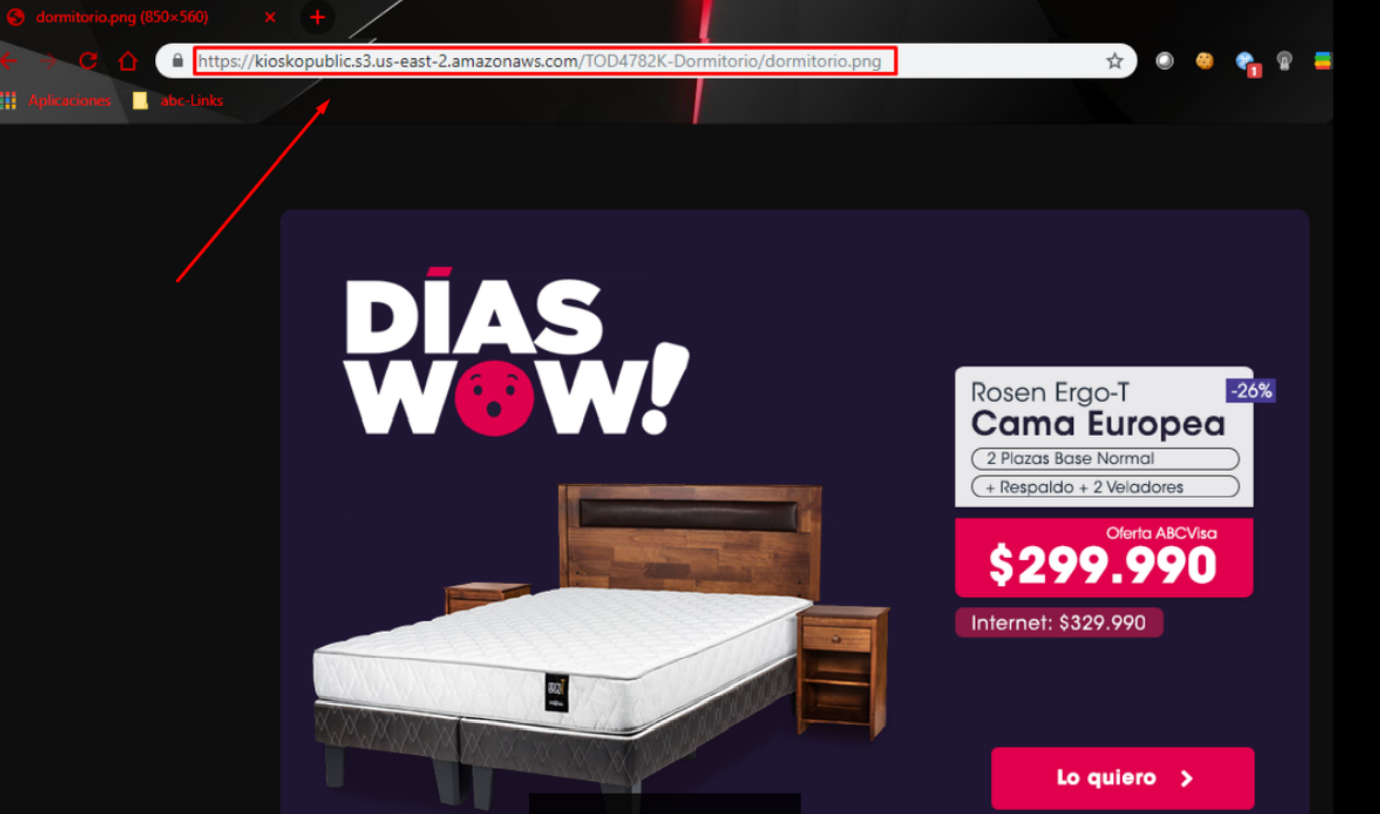 dormitorio.png (850×560)
https://kioskopublic.s3.us-east-2.amazonaws.com/TOD4782K-Dormitorio/dormitorio.png
1
Aplicaciones
abc-Links
DÍAS
WOW!
-26%
Rosen Ergo-T
Cama Europea
2 Plazas Base Normal
+ Respaldo + 2 Veladores
Oferta ABCVisa
$299.990
Internet: $329.990
Lo quiero